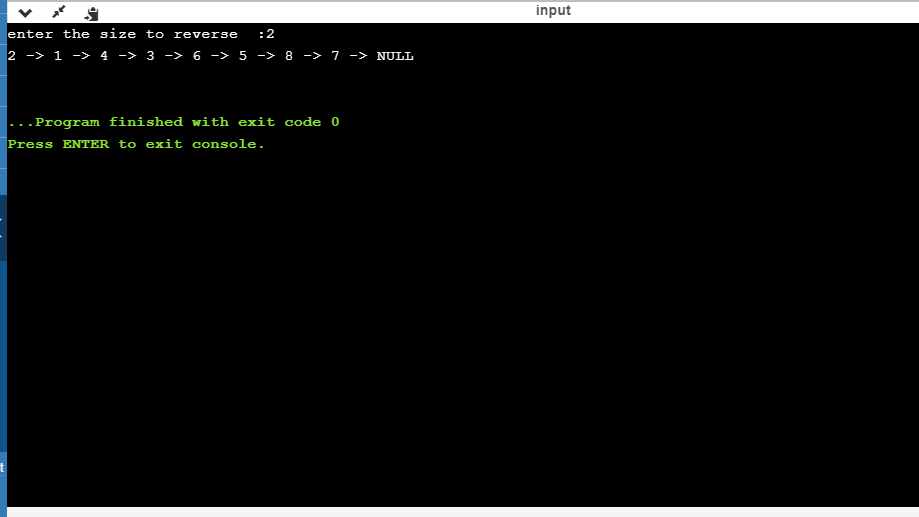 input
enter the size to reverse  :2
2 -> 1 -> 4 -> 3 -> 6 -> 5 -> 8 -> 7 -> NULL
...Program finished with exit code 0
Press ENTER to exit console.
t